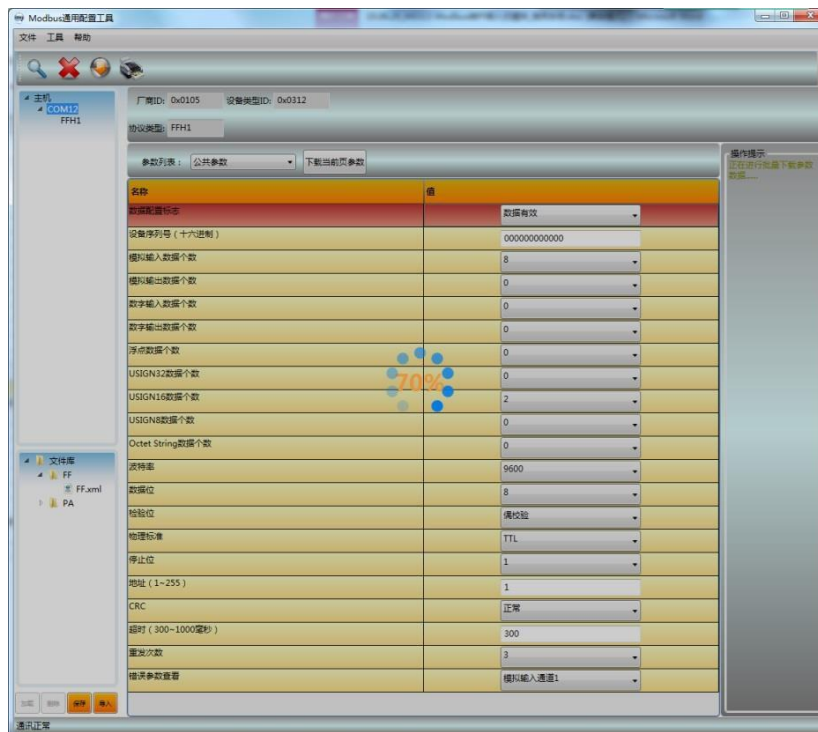 Modbus通用配置工具
文件 工具 帮助
主机
COM12
FFH1
厂商ID: 0x0105 设备类型ID: 0x0312
协议类型: FFH1
参数列表： 公共参数 下载当前页参数
操作提示
正在进行批量下载参数
数据......
名称 值
数据配置标志 数据有效
设备序列号（十六进制） 000000000000
模拟输入数据个数 8
模拟输出数据个数 0
数字输入数据个数 0
数字输出数据个数 0
浮点数据个数 0
USIGN32数据个数 0
70%
USIGN16数据个数 2
USIGN8数据个数 0
Octet String数据个数 0
波特率 9600
数据位 8
检验位 偶校验
物理标准 TTL
停止位 1
地址（1~255） 1
CRC 正常
超时（300~1000毫秒） 300
重发次数 3
错误参数查看 模拟输入通道1
文件库
FF
FF.xml
PA
保存 导入
通讯正常